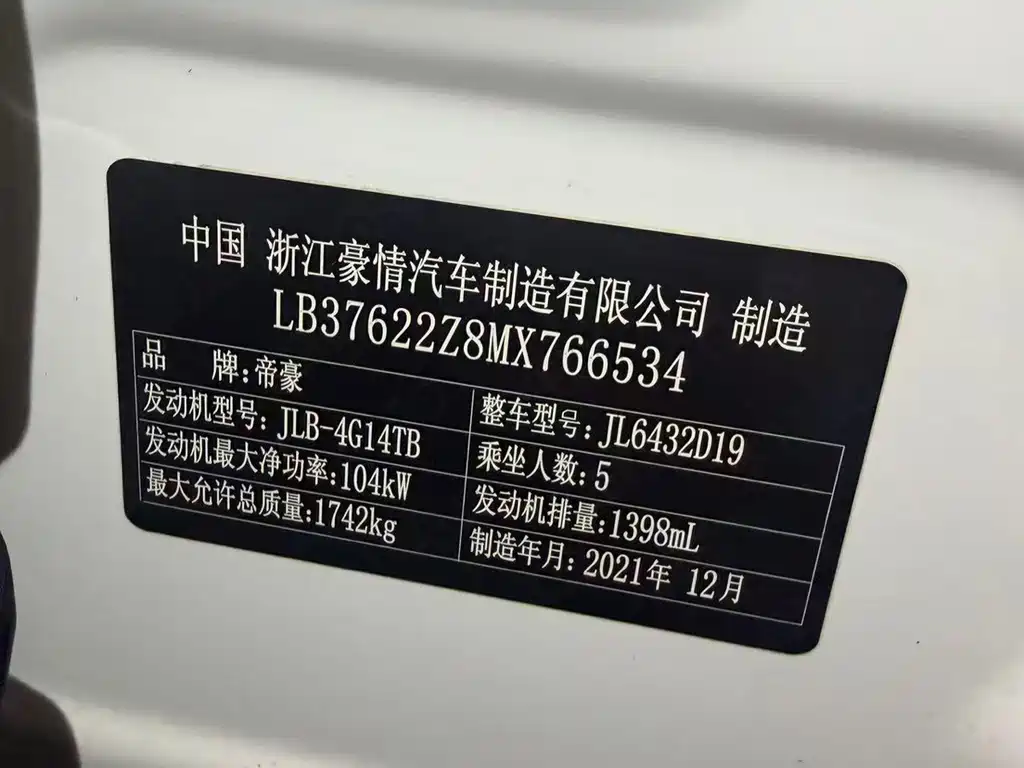 中国 浙江豪情汽车制造有限公司 制造
LB37622Z8MX766534
品 牌:帝豪
整车型号: JL6432D19
发动机型号: JLB-4G14TB
乘坐人数: 5
发动机最大净功率:104kW
发动机排量:1398mL
最大允许总质量:1742kg
制造年月: 2021年 12月